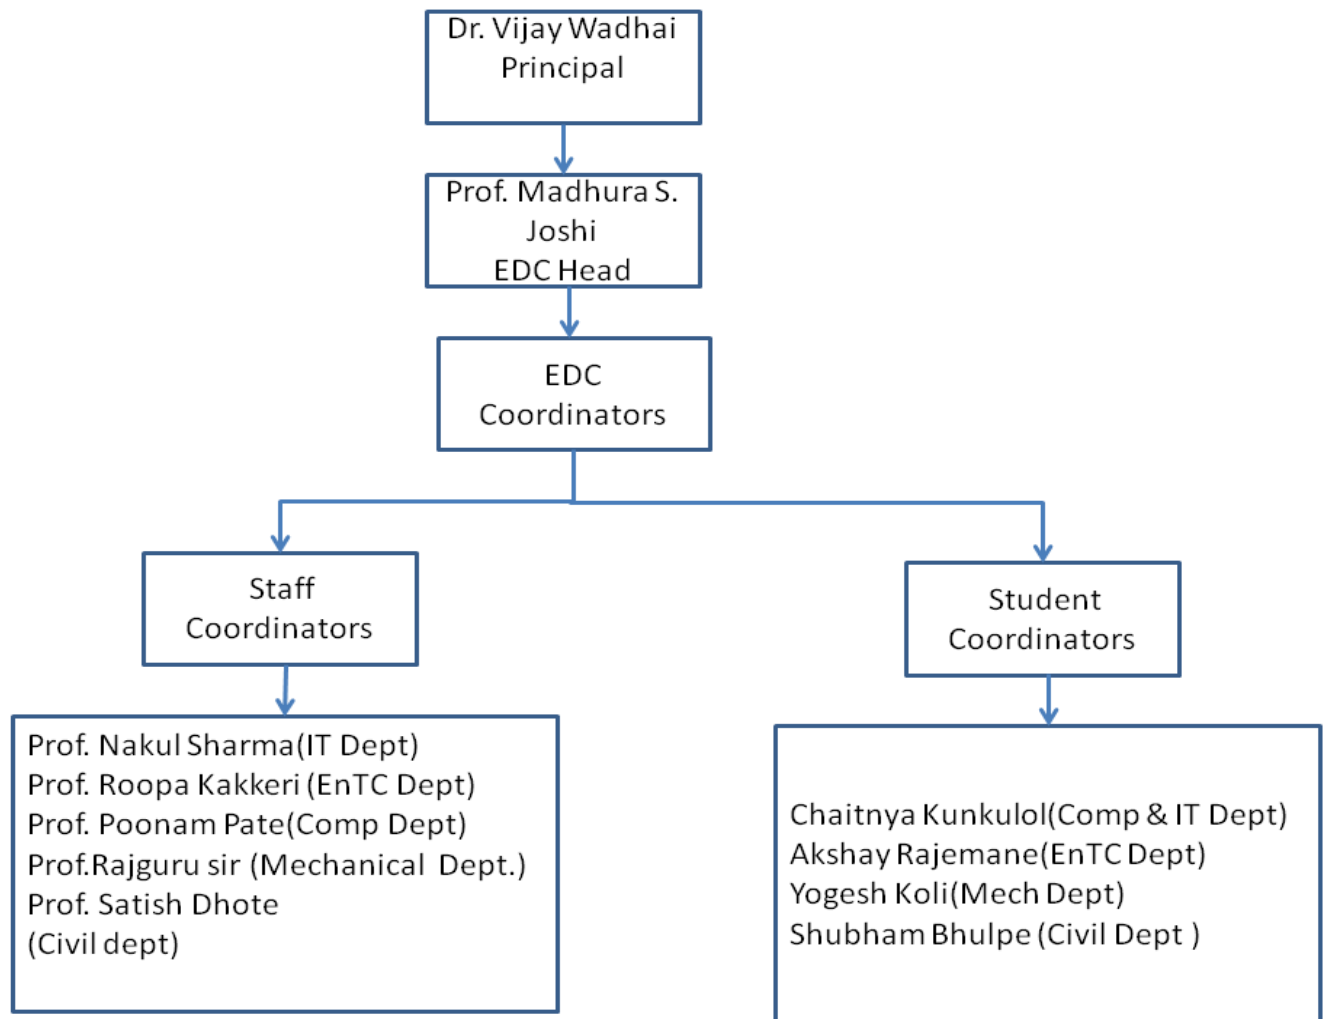 Dr. Vijay Wadhai
Principal
Prof. Madhura S.
Joshi
EDC Head
EDC
Coordinators
Staff
Coordinators
Student
Coordinators
Prof. Nakul Sharma(IT Dept)
Prof. Roopa Kakkeri (EnTC Dept)
Prof. Poonam Pate(Comp Dept)
Prof.Rajguru sir (Mechanical  Dept.)
Prof. Satish Dhote
(Civil dept)
Chaitnya Kunkulol(Comp & IT Dept)
Akshay Rajemane(EnTC Dept)
Yogesh Koli(Mech Dept)
Shubham Bhulpe (Civil Dept )